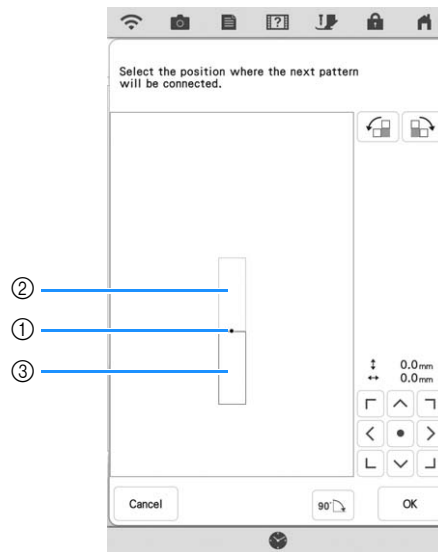 Select the position where the next pattern
will be connected.
②
①
③
0.0mm
0.0mm
Cancel
90°
OK